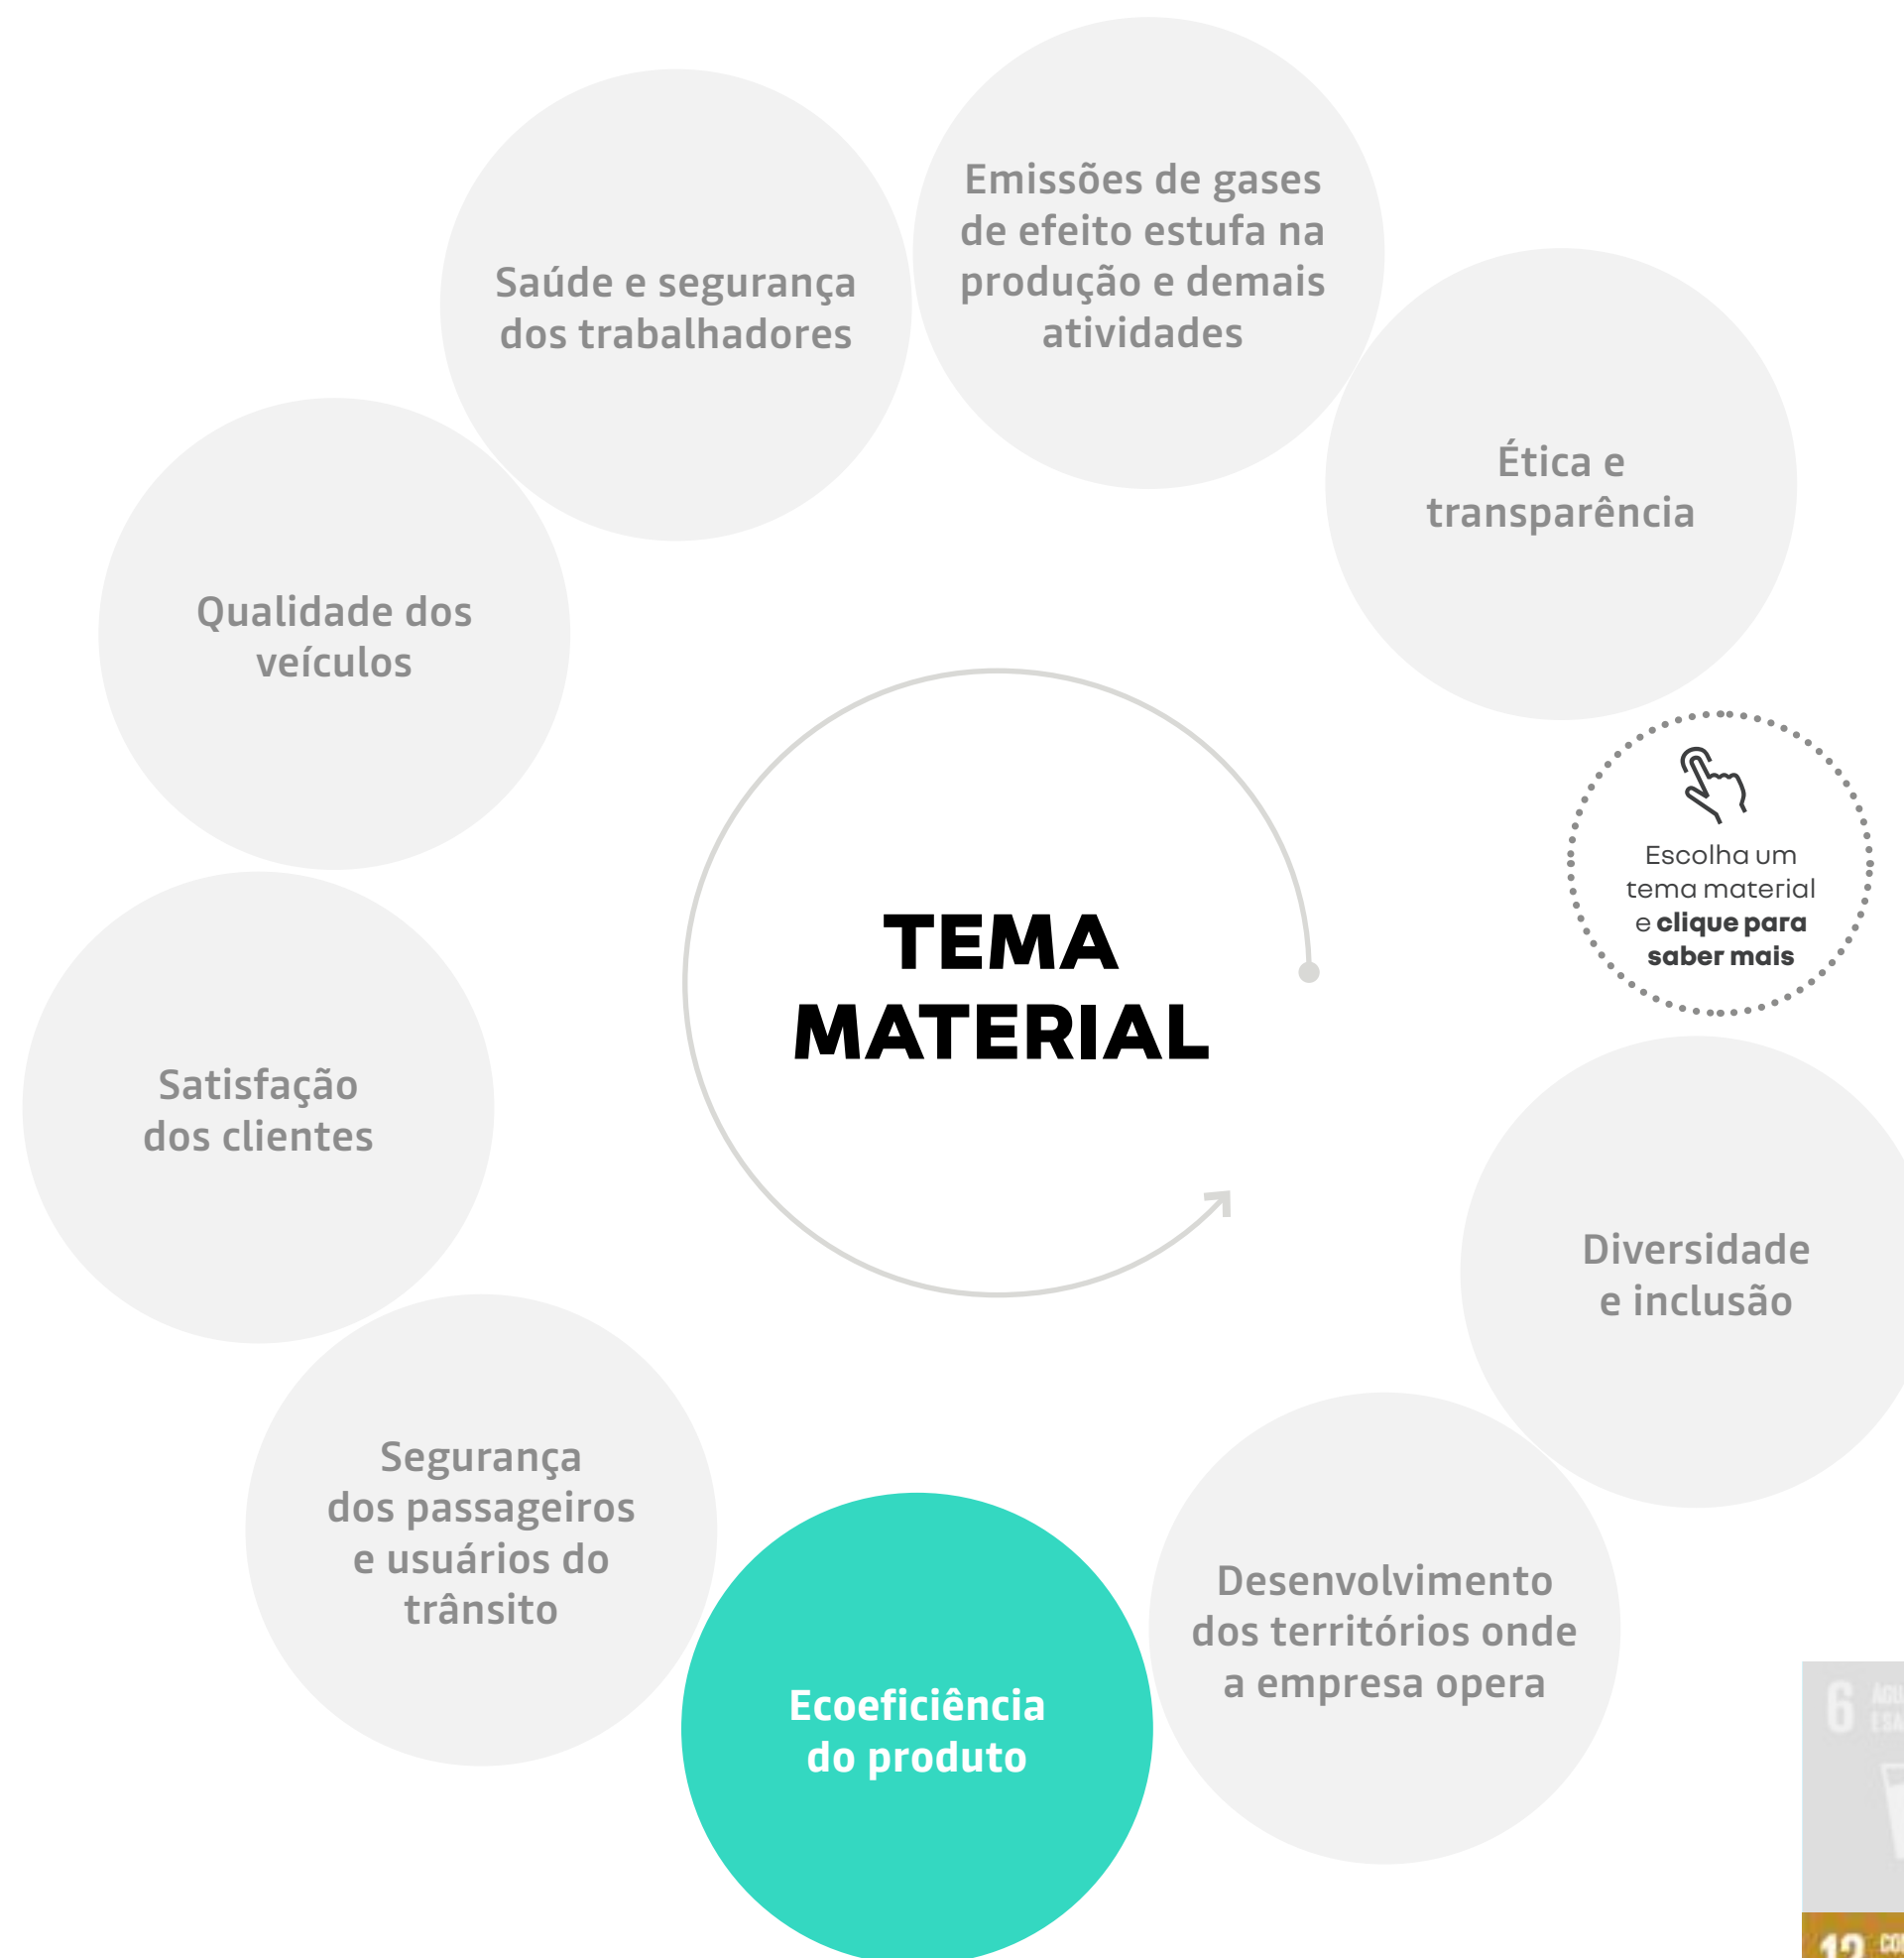 Emissões de gases
de efeito estufa na
produção e demais
atividades
Saúde e segurança
dos trabalhadores
Ética e
transparência
Qualidade dos
veículos
Escolha um
tema material
e clique para
saber mais
TEMA
MATERIAL
Satisfação
dos clientes
Diversidade
e inclusão
Segurança
dos passageiros
e usuários do
trânsito
Desenvolvimento
dos territórios onde
a empresa opera
Ecoeficiência
do produto
6
12